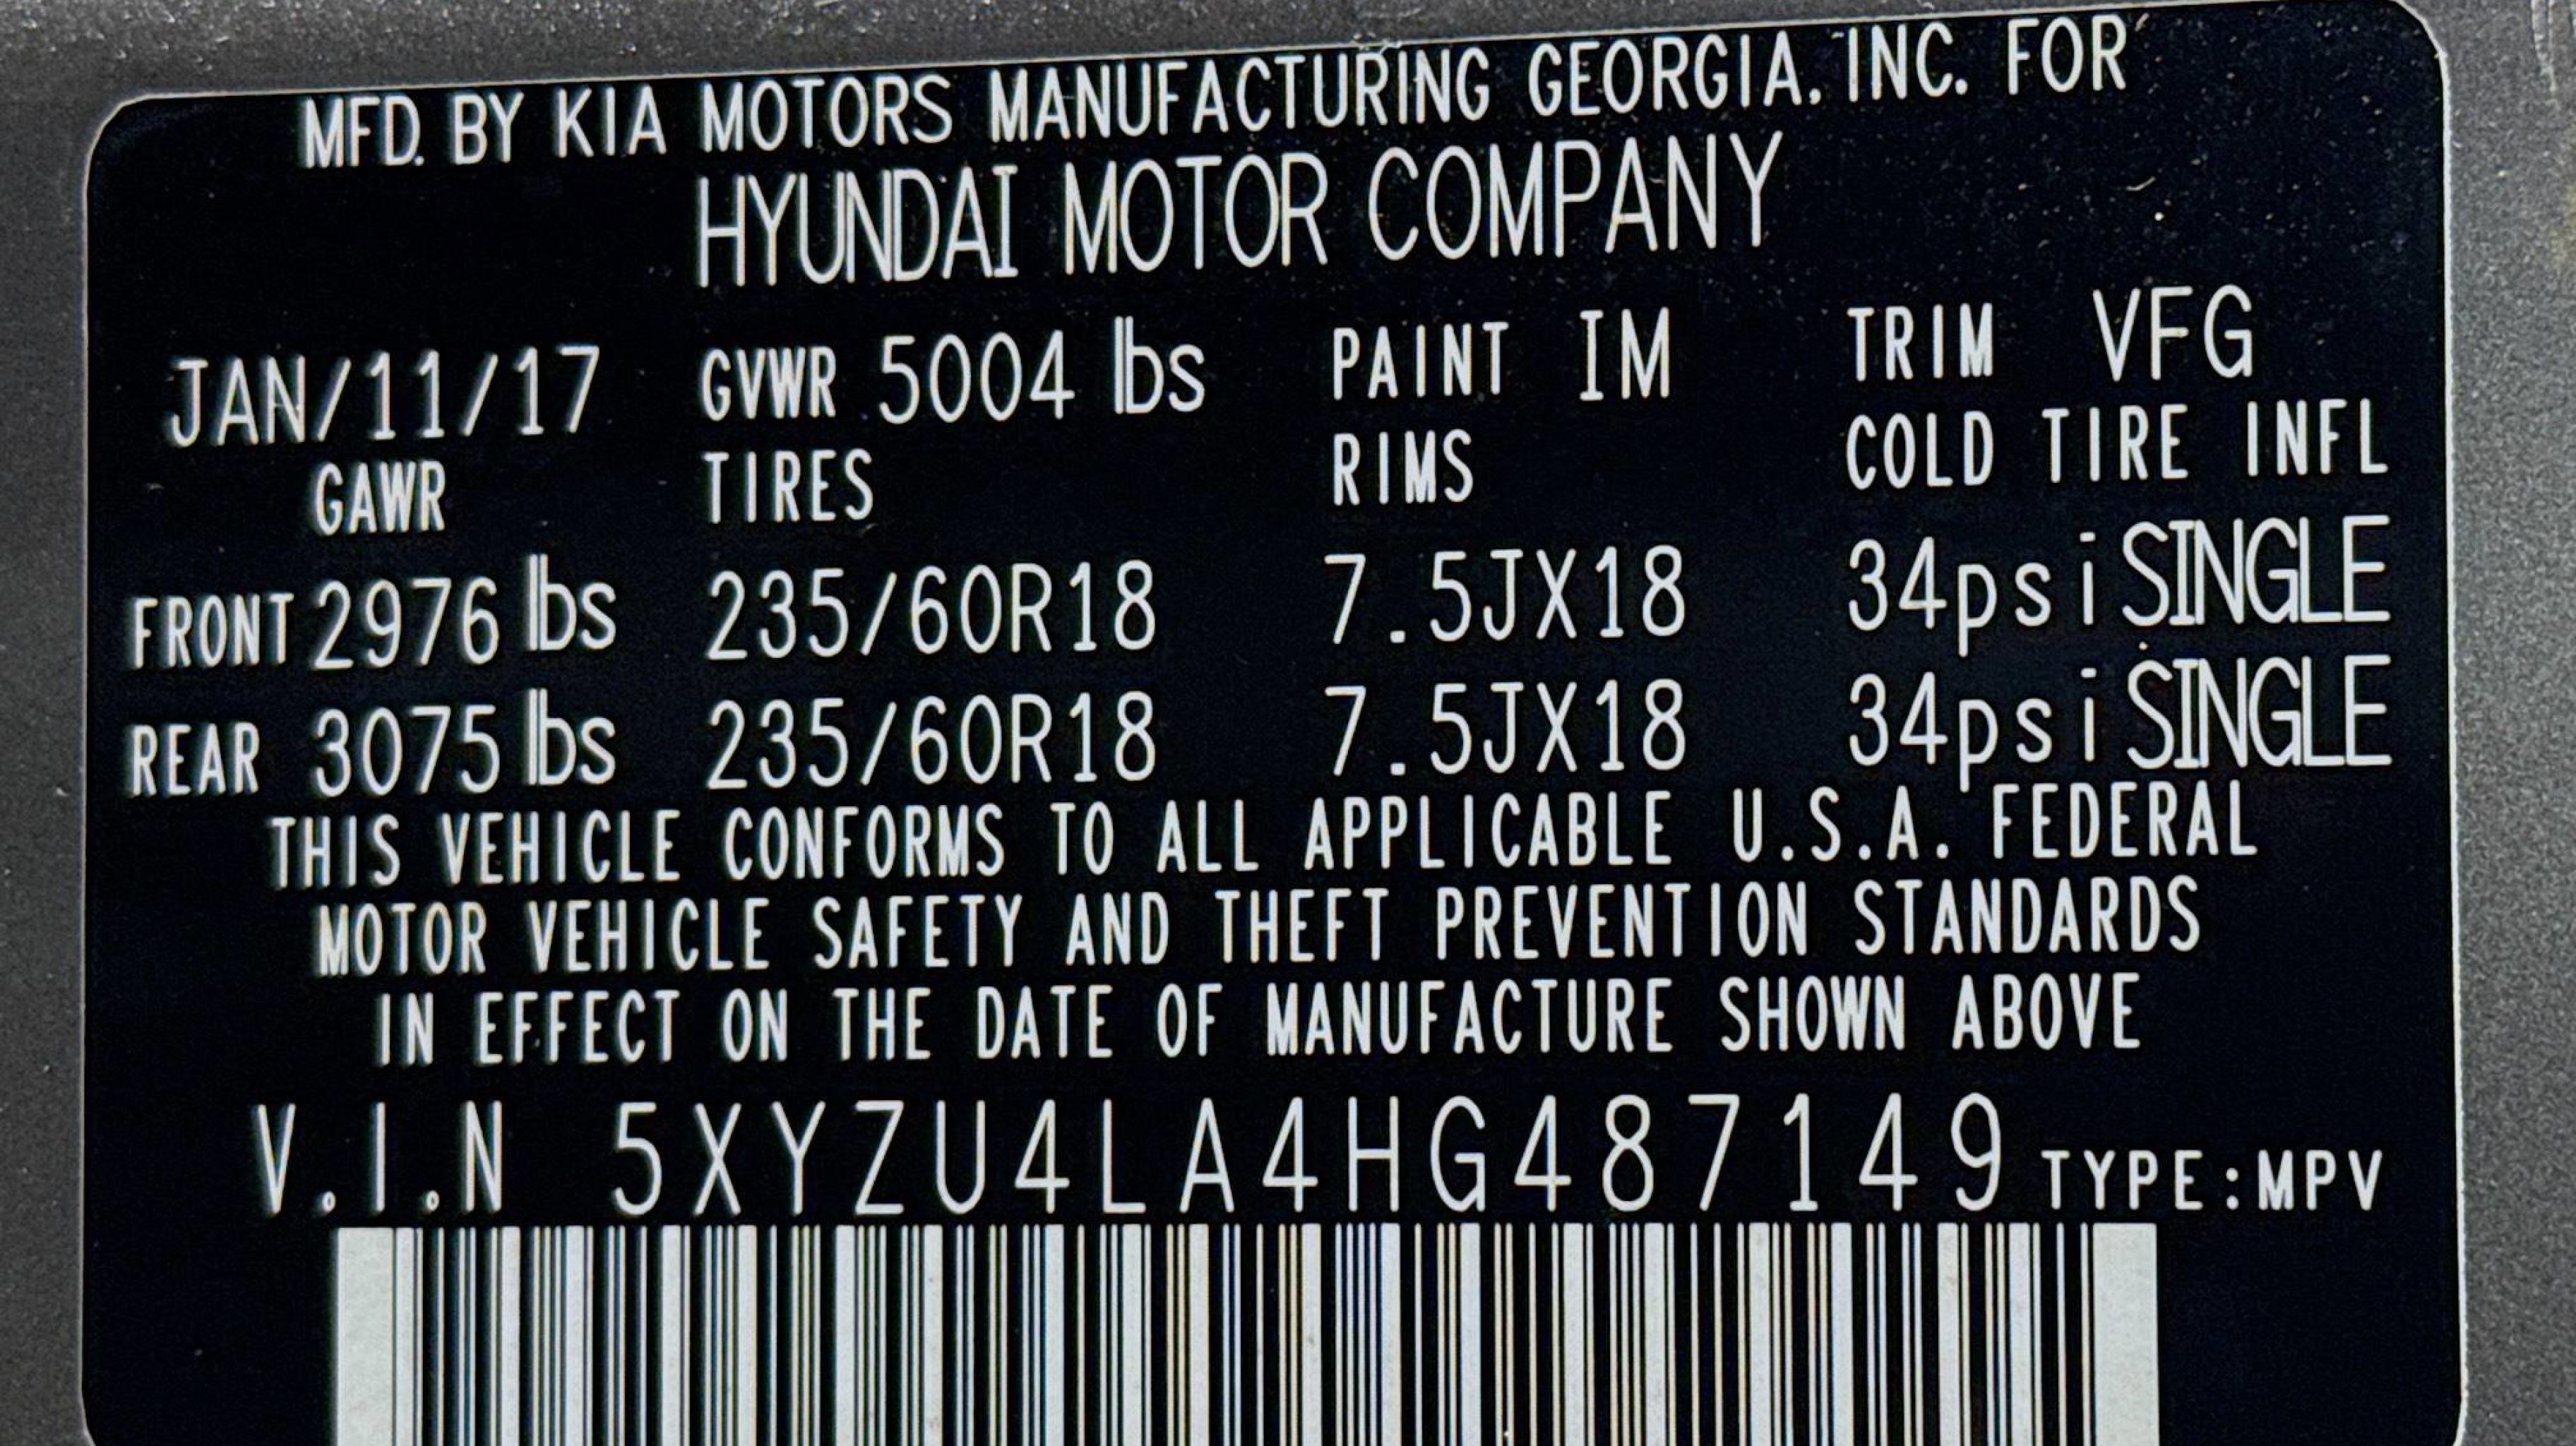 MFD. BY KIA MOTORS MANUFACTURING GEORGIA, INC. FOR
HYUNDAI MOTOR COMPANY
JAN/11/17 GVWR 5004 lbs PAINT IM TRIM VFG
GAWR TIRES RIMS COLD TIRE INFL
FRONT 2976 lbs 235/60R18 7.5JX18 34psi SINGLE
REAR 3075 lbs 235/60R18 7.5JX18 34psi SINGLE
THIS VEHICLE CONFORMS TO ALL APPLICABLE U.S.A. FEDERAL
MOTOR VEHICLE SAFETY AND THEFT PREVENTION STANDARDS
IN EFFECT ON THE DATE OF MANUFACTURE SHOWN ABOVE
V.I.N 5XYZU4LA4HG487149 TYPE:MPV